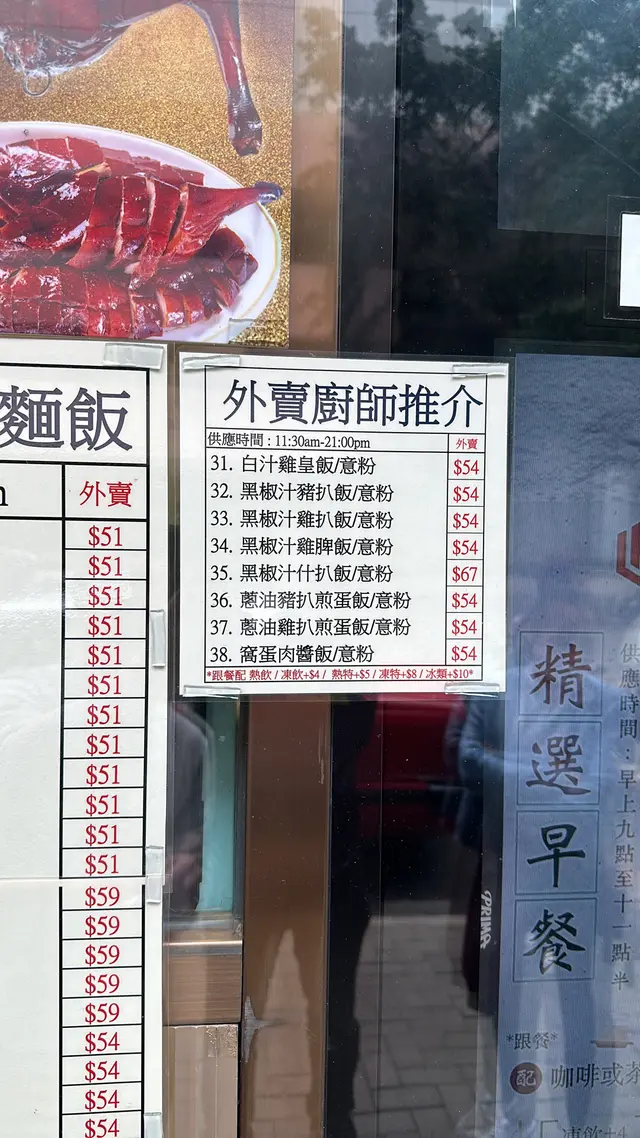 麵飯
外賣
$51
$51
$51
$51
$51
$51
$51
$51
$51
$51
$51
$51
$59
$59
$59
$59
$59
$54
$54
$54
$54
外賣廚師推介
供應時間 : 11:30am-21:00pm 外賣
31. 白汁雞皇飯/意粉 $54
32. 黑椒汁豬扒飯/意粉 $54
33. 黑椒汁雞扒飯/意粉 $54
34. 黑椒汁雞脾飯/意粉 $54
35. 黑椒汁什扒飯/意粉 $67
36. 蔥油豬扒煎蛋飯/意粉 $54
37. 蔥油雞扒煎蛋飯/意粉 $54
38. 窩蛋肉醬飯/意粉 $54
*跟餐配 熱飲 / 凍飲+$4 / 熱特+$5 / 凍特+$8 / 冰類+$10*
PRIMA
精選早餐
供應時間：早上九點至十一點半
*跟餐*
配 咖啡或茶
凍飲+4